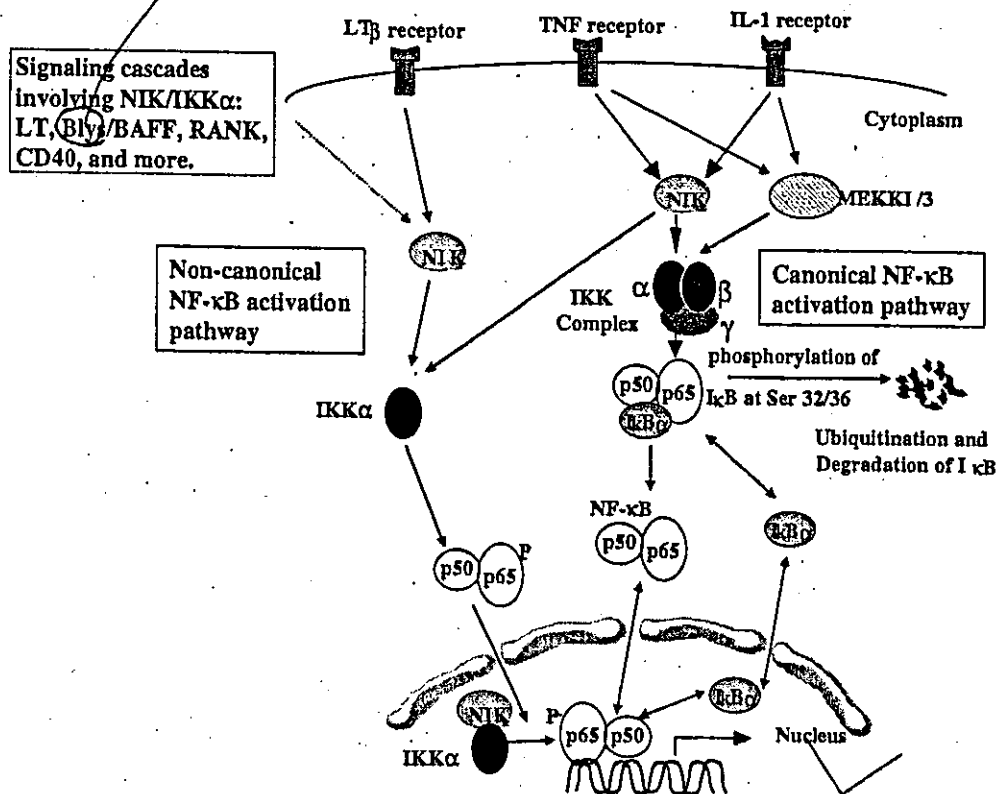 LTβ receptor
TNF receptor
IL-1 receptor
Signaling cascades
involving NIK/IKKα:
LT, Blys/BAFF, RANK,
CD40, and more.
Cytoplasm
NIK
MEKK1/3
NIK
Non-canonical
NF-κB activation
pathway
α
β
γ
IKK
Complex
Canonical NF-κB
activation pathway
phosphorylation of
IκB at Ser 32/36
p50
p65
IκBα
IKKα
Ubiquitination and
Degradation of I κB
NF-κB
p50
p65
IκBα
p50
p65
P
IκBα
NIK
IKKα
P
p65
p50
Nucleus